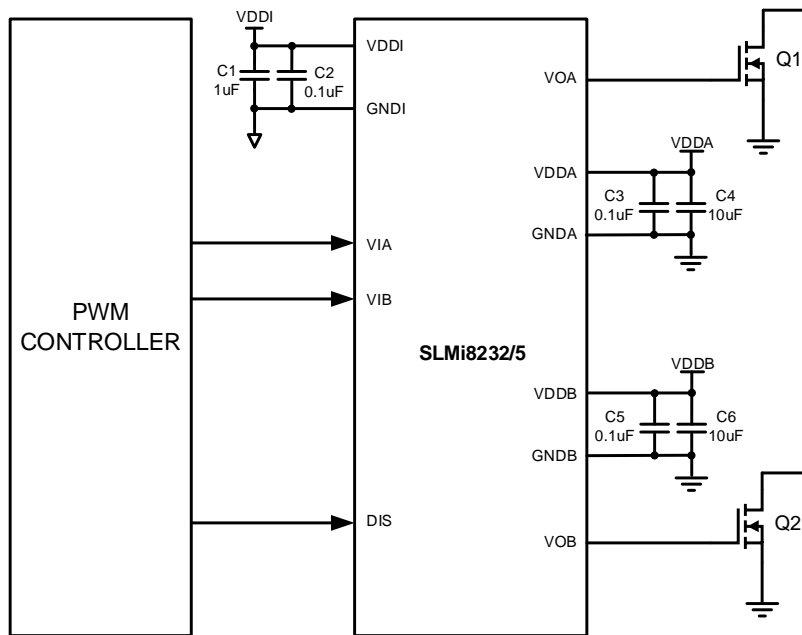 VDDI
VDDI
C1
1uF
C2
0.1uF
GNDI
VOA
Q1
VDDA
VDDA
C3
0.1uF
C4
10uF
GNDA
VIA
VIB
PWM
CONTROLLER
SLMi8232/5
VDDB
VDDB
C5
0.1uF
C6
10uF
GNDB
DIS
VOB
Q2